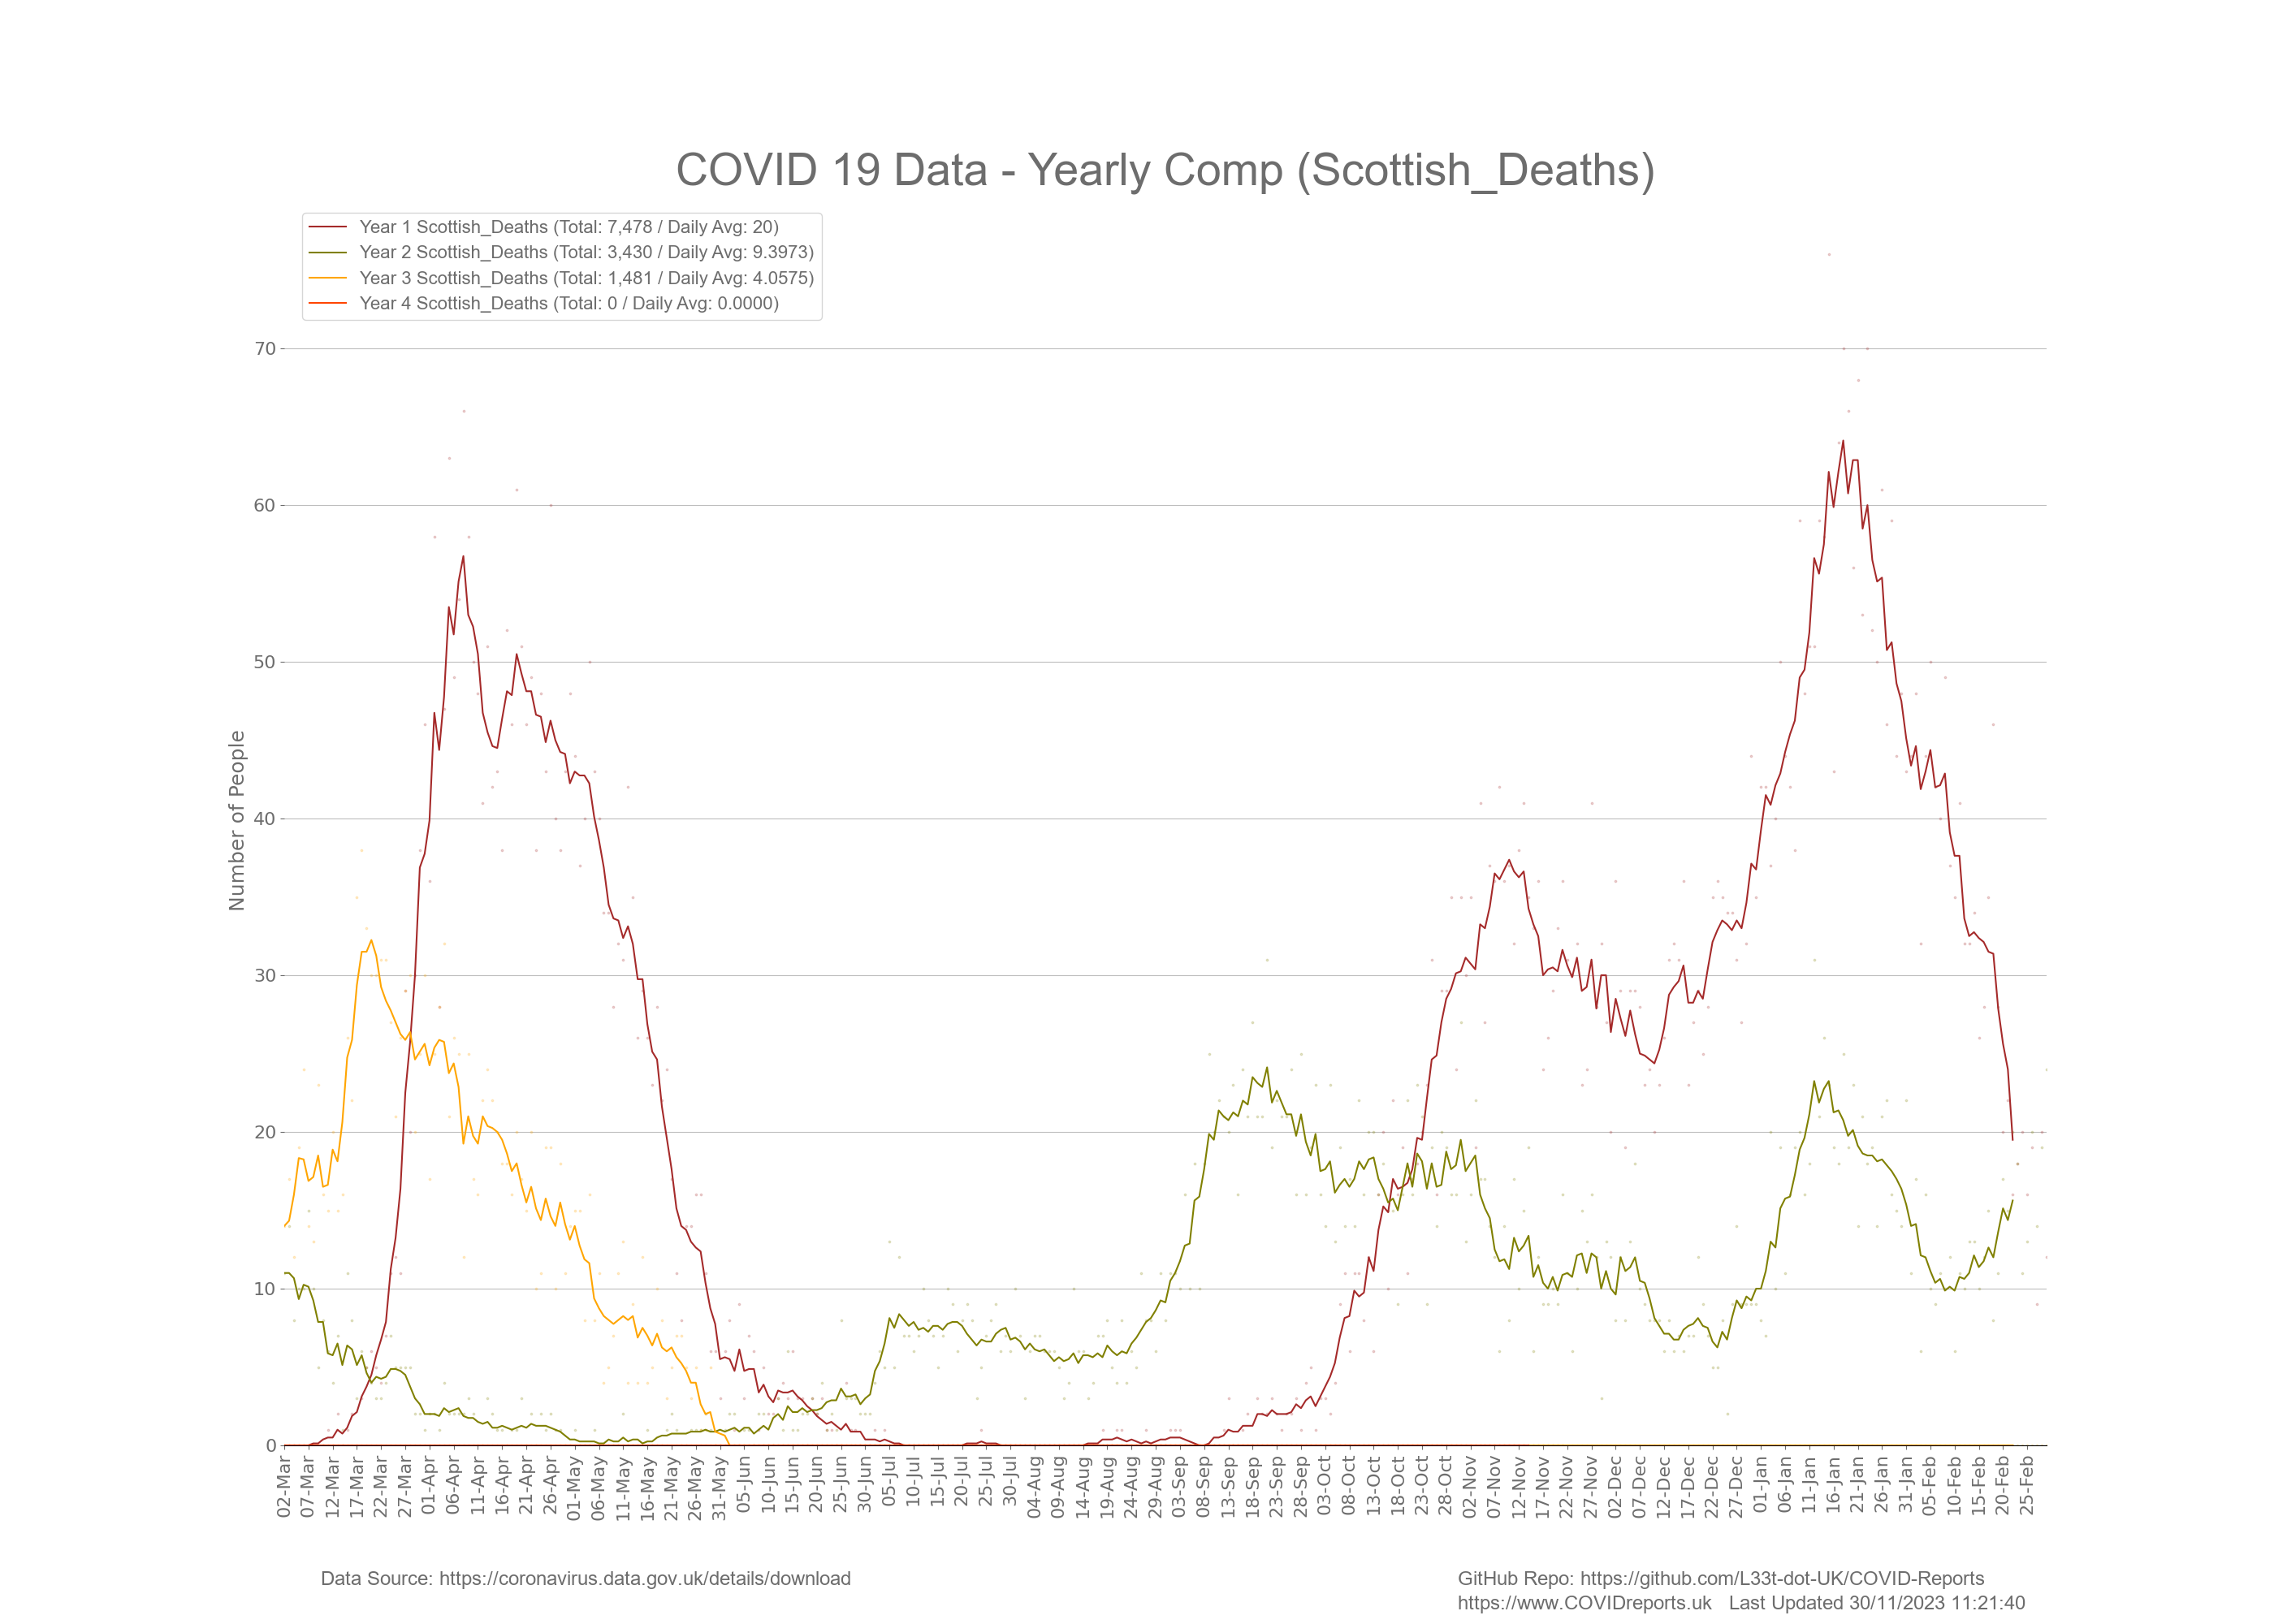 COVID 19 Data - Yearly Comp (Scottish_Deaths)
Year 1 Scottish_Deaths (Total: 7,478 / Daily Avg: 20)
Year 2 Scottish_Deaths (Total: 3,430 / Daily Avg: 9.3973)
Year 3 Scottish_Deaths (Total: 1,481 / Daily Avg: 4.0575)
Year 4 Scottish_Deaths (Total: 0 / Daily Avg: 0.0000)
Number of People
70
60
50
40
30
20
10
0
02-Mar
07-Mar
12-Mar
17-Mar
22-Mar
27-Mar
01-Apr
06-Apr
11-Apr
16-Apr
21-Apr
26-Apr
01-May
06-May
11-May
16-May
21-May
26-May
31-May
05-Jun
10-Jun
15-Jun
20-Jun
25-Jun
30-Jun
05-Jul
10-Jul
15-Jul
20-Jul
25-Jul
30-Jul
04-Aug
09-Aug
14-Aug
19-Aug
24-Aug
29-Aug
03-Sep
08-Sep
13-Sep
18-Sep
23-Sep
28-Sep
03-Oct
08-Oct
13-Oct
18-Oct
23-Oct
28-Oct
02-Nov
07-Nov
12-Nov
17-Nov
22-Nov
27-Nov
02-Dec
07-Dec
12-Dec
17-Dec
22-Dec
27-Dec
01-Jan
06-Jan
11-Jan
16-Jan
21-Jan
26-Jan
31-Jan
05-Feb
10-Feb
15-Feb
20-Feb
25-Feb
Data Source: https://coronavirus.data.gov.uk/details/download
GitHub Repo: https://github.com/L33t-dot-UK/COVID-Reports
https://www.COVIDreports.uk   Last Updated 30/11/2023 11:21:40